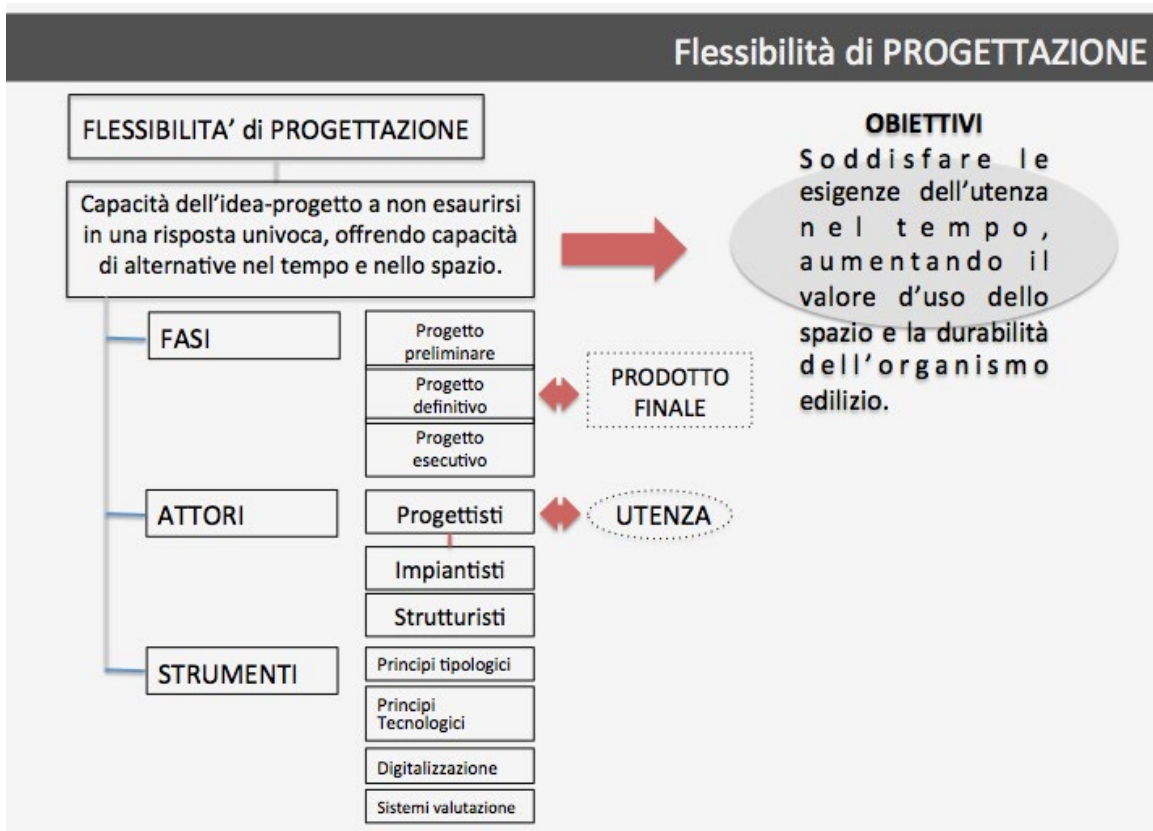 Flessibilità di PROGETTAZIONE
FLESSIBILITA’ di PROGETTAZIONE
Capacità dell’idea-progetto a non esaurirsi
in una risposta univoca, offrendo capacità
di alternative nel tempo e nello spazio.
OBIETTIVI
Soddisfare le
esigenze dell’utenza
nel tempo,
aumentando il
valore d’uso dello
spazio e la durabilità
dell’organismo
edilizio.
FASI
Progetto
preliminare
Progetto
definitivo
Progetto
esecutivo
PRODOTTO
FINALE
ATTORI
Progettisti
UTENZA
Impiantisti
Strutturisti
STRUMENTI
Principi tipologici
Principi
Tecnologici
Digitalizzazione
Sistemi valutazione